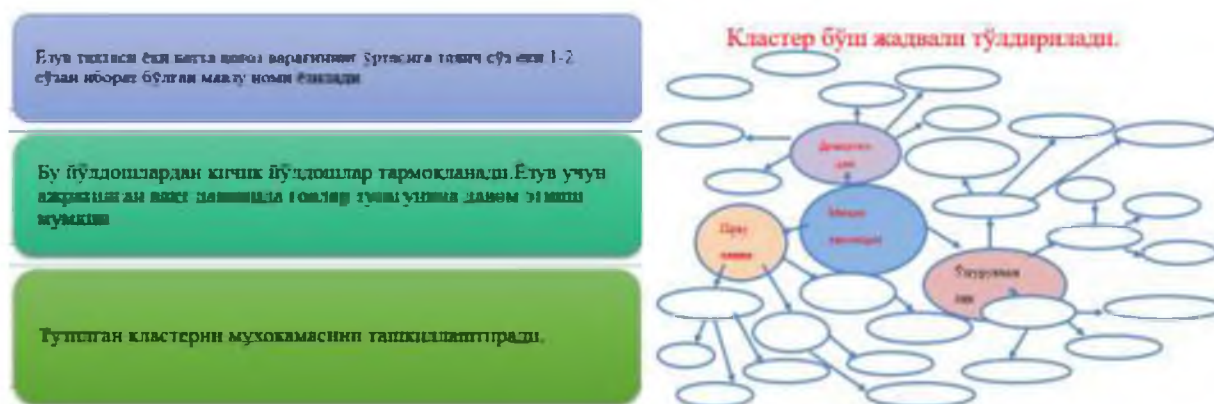 Ёзув тахтаси ёки катта қоғоз варағининг ўртасига таянч сўз ёки 1-2
сўздан иборат бўлган мавзу номи ёзилади
Бу йўлдошлардан кичик йўлдошлар тармоқланади.Ёзув учун
ажратилган вақт давомида ғоялар тугагунича давом этиши
мумкин
Тузилган кластерни муҳокамасини ташкиллаштиради.
Кластер бўш жадвали тўлдирилади.